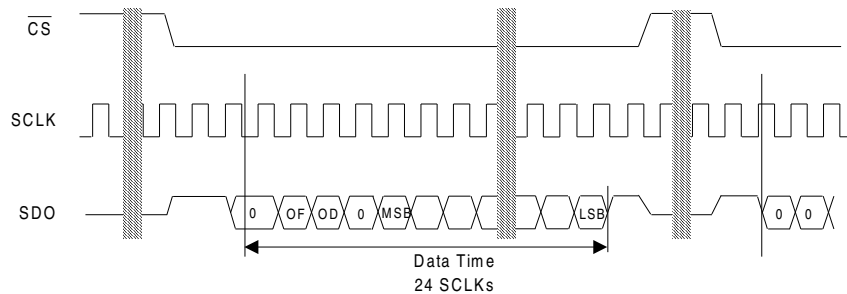 CS
SCLK
SDO
0 OF OD 0 MSB LSB 0 0
Data Time
24 SCLKs